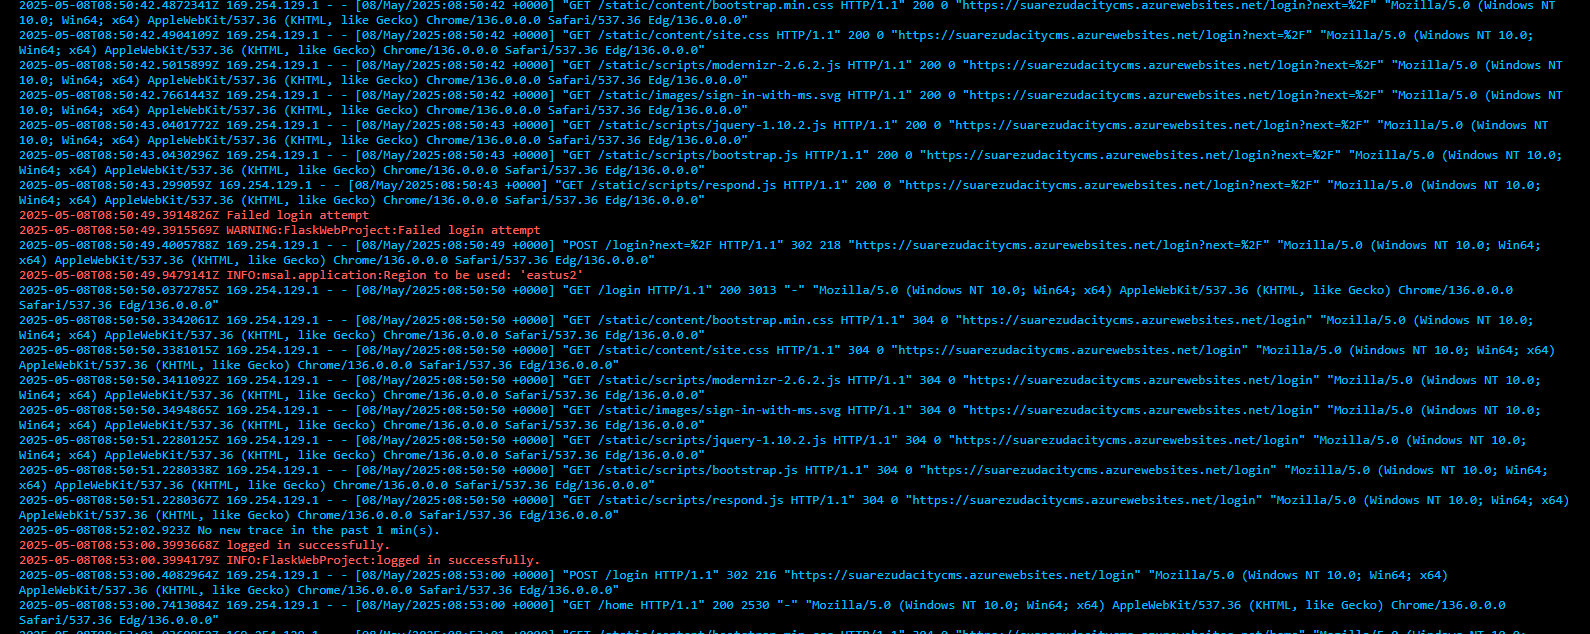 2025-05-08T08:50:42.4872341Z 169.254.129.1 - - [08/May/2025:08:50:42 +0000] "GET /static/content/bootstrap.min.css HTTP/1.1" 200 0 "https://suarezudacitycms.azurewebsites.net/login?next=%2F" "Mozilla/5.0 (Windows NT
10.0; Win64; x64) AppleWebKit/537.36 (KHTML, like Gecko) Chrome/136.0.0.0 Safari/537.36 Edg/136.0.0.0"
2025-05-08T08:50:42.4904109Z 169.254.129.1 - - [08/May/2025:08:50:42 +0000] "GET /static/content/site.css HTTP/1.1" 200 0 "https://suarezudacitycms.azurewebsites.net/login?next=%2F" "Mozilla/5.0 (Windows NT 10.0;
Win64; x64) AppleWebKit/537.36 (KHTML, like Gecko) Chrome/136.0.0.0 Safari/537.36 Edg/136.0.0.0"
2025-05-08T08:50:42.5015899Z 169.254.129.1 - - [08/May/2025:08:50:42 +0000] "GET /static/scripts/modernizr-2.6.2.js HTTP/1.1" 200 0 "https://suarezudacitycms.azurewebsites.net/login?next=%2F" "Mozilla/5.0 (Windows NT
10.0; Win64; x64) AppleWebKit/537.36 (KHTML, like Gecko) Chrome/136.0.0.0 Safari/537.36 Edg/136.0.0.0"
2025-05-08T08:50:42.7661443Z 169.254.129.1 - - [08/May/2025:08:50:42 +0000] "GET /static/images/sign-in-with-ms.svg HTTP/1.1" 200 0 "https://suarezudacitycms.azurewebsites.net/login?next=%2F" "Mozilla/5.0 (Windows NT
10.0; Win64; x64) AppleWebKit/537.36 (KHTML, like Gecko) Chrome/136.0.0.0 Safari/537.36 Edg/136.0.0.0"
2025-05-08T08:50:43.0401772Z 169.254.129.1 - - [08/May/2025:08:50:43 +0000] "GET /static/scripts/jquery-1.10.2.js HTTP/1.1" 200 0 "https://suarezudacitycms.azurewebsites.net/login?next=%2F" "Mozilla/5.0 (Windows NT
10.0; Win64; x64) AppleWebKit/537.36 (KHTML, like Gecko) Chrome/136.0.0.0 Safari/537.36 Edg/136.0.0.0"
2025-05-08T08:50:43.0430296Z 169.254.129.1 - - [08/May/2025:08:50:43 +0000] "GET /static/scripts/bootstrap.js HTTP/1.1" 200 0 "https://suarezudacitycms.azurewebsites.net/login?next=%2F" "Mozilla/5.0 (Windows NT 10.0;
Win64; x64) AppleWebKit/537.36 (KHTML, like Gecko) Chrome/136.0.0.0 Safari/537.36 Edg/136.0.0.0"
2025-05-08T08:50:43.299059Z 169.254.129.1 - - [08/May/2025:08:50:43 +0000] "GET /static/scripts/respond.js HTTP/1.1" 200 0 "https://suarezudacitycms.azurewebsites.net/login?next=%2F" "Mozilla/5.0 (Windows NT 10.0;
Win64; x64) AppleWebKit/537.36 (KHTML, like Gecko) Chrome/136.0.0.0 Safari/537.36 Edg/136.0.0.0"
2025-05-08T08:50:49.3914826Z Failed login attempt
2025-05-08T08:50:49.3915569Z WARNING:FlaskWebProject:Failed login attempt
2025-05-08T08:50:49.4005788Z 169.254.129.1 - - [08/May/2025:08:50:49 +0000] "POST /login?next=%2F HTTP/1.1" 302 218 "https://suarezudacitycms.azurewebsites.net/login?next=%2F" "Mozilla/5.0 (Windows NT 10.0; Win64;
x64) AppleWebKit/537.36 (KHTML, like Gecko) Chrome/136.0.0.0 Safari/537.36 Edg/136.0.0.0"
2025-05-08T08:50:49.9479141Z INFO:msal.application:Region to be used: 'eastus2'
2025-05-08T08:50:50.0372785Z 169.254.129.1 - - [08/May/2025:08:50:50 +0000] "GET /login HTTP/1.1" 200 3013 "-" "Mozilla/5.0 (Windows NT 10.0; Win64; x64) AppleWebKit/537.36 (KHTML, like Gecko) Chrome/136.0.0.0
Safari/537.36 Edg/136.0.0.0"
2025-05-08T08:50:50.3342061Z 169.254.129.1 - - [08/May/2025:08:50:50 +0000] "GET /static/content/bootstrap.min.css HTTP/1.1" 304 0 "https://suarezudacitycms.azurewebsites.net/login" "Mozilla/5.0 (Windows NT 10.0;
Win64; x64) AppleWebKit/537.36 (KHTML, like Gecko) Chrome/136.0.0.0 Safari/537.36 Edg/136.0.0.0"
2025-05-08T08:50:50.3381015Z 169.254.129.1 - - [08/May/2025:08:50:50 +0000] "GET /static/content/site.css HTTP/1.1" 304 0 "https://suarezudacitycms.azurewebsites.net/login" "Mozilla/5.0 (Windows NT 10.0; Win64; x64)
AppleWebKit/537.36 (KHTML, like Gecko) Chrome/136.0.0.0 Safari/537.36 Edg/136.0.0.0"
2025-05-08T08:50:50.3411092Z 169.254.129.1 - - [08/May/2025:08:50:50 +0000] "GET /static/scripts/modernizr-2.6.2.js HTTP/1.1" 304 0 "https://suarezudacitycms.azurewebsites.net/login" "Mozilla/5.0 (Windows NT 10.0;
Win64; x64) AppleWebKit/537.36 (KHTML, like Gecko) Chrome/136.0.0.0 Safari/537.36 Edg/136.0.0.0"
2025-05-08T08:50:50.3494865Z 169.254.129.1 - - [08/May/2025:08:50:50 +0000] "GET /static/images/sign-in-with-ms.svg HTTP/1.1" 304 0 "https://suarezudacitycms.azurewebsites.net/login" "Mozilla/5.0 (Windows NT 10.0;
Win64; x64) AppleWebKit/537.36 (KHTML, like Gecko) Chrome/136.0.0.0 Safari/537.36 Edg/136.0.0.0"
2025-05-08T08:50:51.2280125Z 169.254.129.1 - - [08/May/2025:08:50:50 +0000] "GET /static/scripts/jquery-1.10.2.js HTTP/1.1" 304 0 "https://suarezudacitycms.azurewebsites.net/login" "Mozilla/5.0 (Windows NT 10.0;
Win64; x64) AppleWebKit/537.36 (KHTML, like Gecko) Chrome/136.0.0.0 Safari/537.36 Edg/136.0.0.0"
2025-05-08T08:50:51.2280338Z 169.254.129.1 - - [08/May/2025:08:50:50 +0000] "GET /static/scripts/bootstrap.js HTTP/1.1" 304 0 "https://suarezudacitycms.azurewebsites.net/login" "Mozilla/5.0 (Windows NT 10.0; Win64;
x64) AppleWebKit/537.36 (KHTML, like Gecko) Chrome/136.0.0.0 Safari/537.36 Edg/136.0.0.0"
2025-05-08T08:50:51.2280367Z 169.254.129.1 - - [08/May/2025:08:50:50 +0000] "GET /static/scripts/respond.js HTTP/1.1" 304 0 "https://suarezudacitycms.azurewebsites.net/login" "Mozilla/5.0 (Windows NT 10.0; Win64; x64)
AppleWebKit/537.36 (KHTML, like Gecko) Chrome/136.0.0.0 Safari/537.36 Edg/136.0.0.0"
2025-05-08T08:52:02.923Z No new trace in the past 1 min(s).
2025-05-08T08:53:00.3993668Z logged in successfully.
2025-05-08T08:53:00.3994179Z INFO:FlaskWebProject:logged in successfully.
2025-05-08T08:53:00.4082964Z 169.254.129.1 - - [08/May/2025:08:53:00 +0000] "POST /login HTTP/1.1" 302 216 "https://suarezudacitycms.azurewebsites.net/login" "Mozilla/5.0 (Windows NT 10.0; Win64; x64)
AppleWebKit/537.36 (KHTML, like Gecko) Chrome/136.0.0.0 Safari/537.36 Edg/136.0.0.0"
2025-05-08T08:53:00.7413084Z 169.254.129.1 - - [08/May/2025:08:53:00 +0000] "GET /home HTTP/1.1" 200 2530 "-" "Mozilla/5.0 (Windows NT 10.0; Win64; x64) AppleWebKit/537.36 (KHTML, like Gecko) Chrome/136.0.0.0
Safari/537.36 Edg/136.0.0.0"